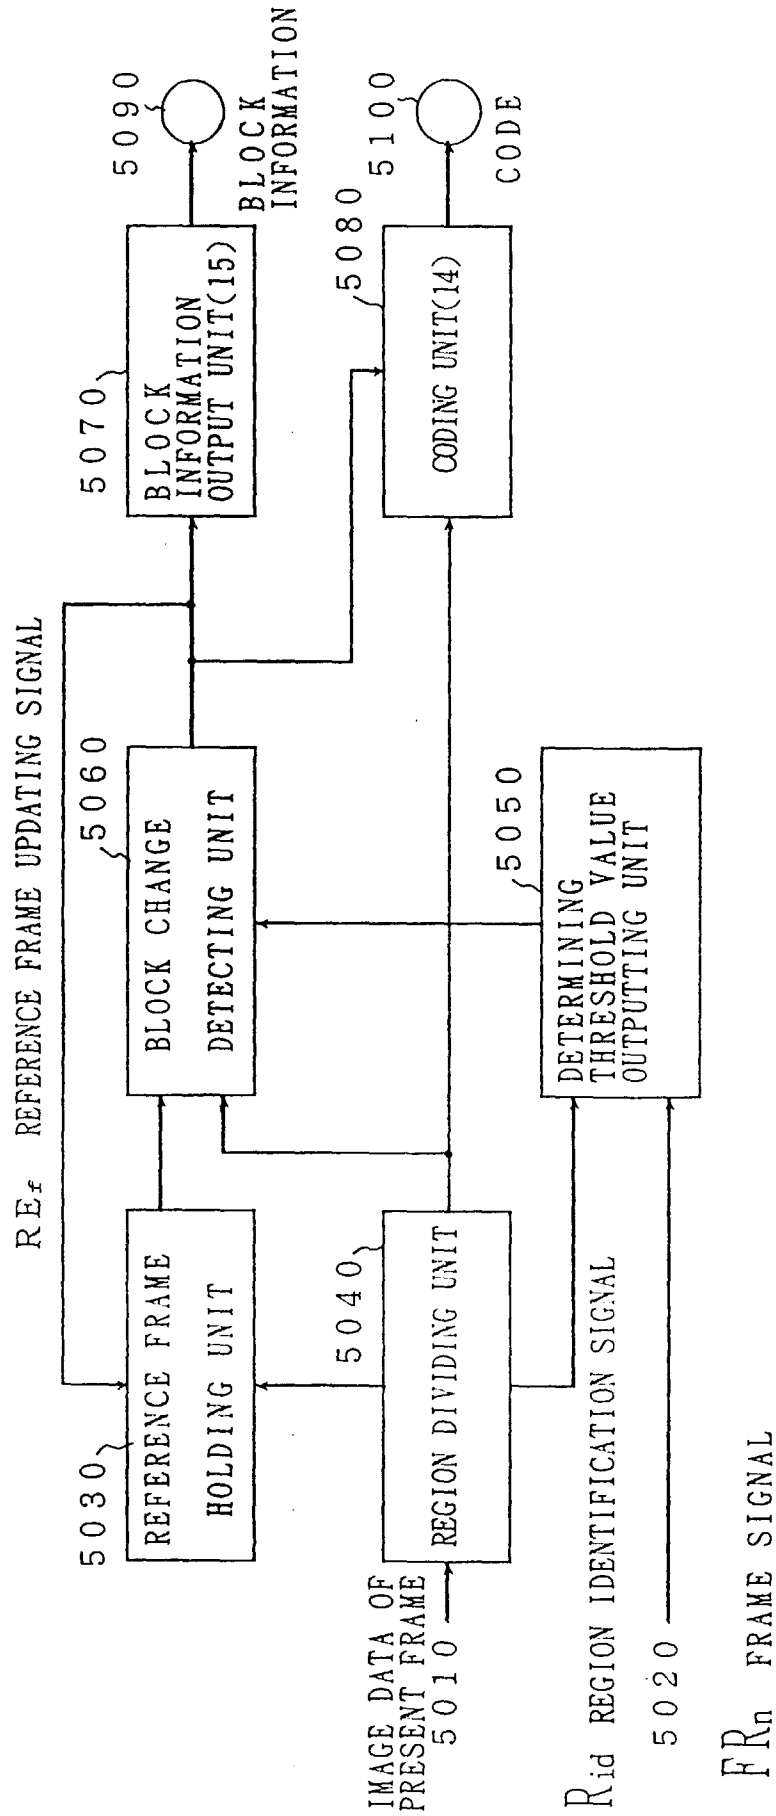 REf REFERENCE FRAME UPDATING SIGNAL
5030
REFERENCE FRAME
HOLDING UNIT
5060
BLOCK CHANGE
DETECTING UNIT
5070
BLOCK
INFORMATION
OUTPUT UNIT(15)
5090
BLOCK
INFORMATION
IMAGE DATA OF
PRESENT FRAME
5010
5040
REGION DIVIDING UNIT
5080
CODING UNIT(14)
5100
CODE
Rid REGION IDENTIFICATION SIGNAL
5020
5050
DETERMINING
THRESHOLD VALUE
OUTPUTTING UNIT
FRn FRAME SIGNAL